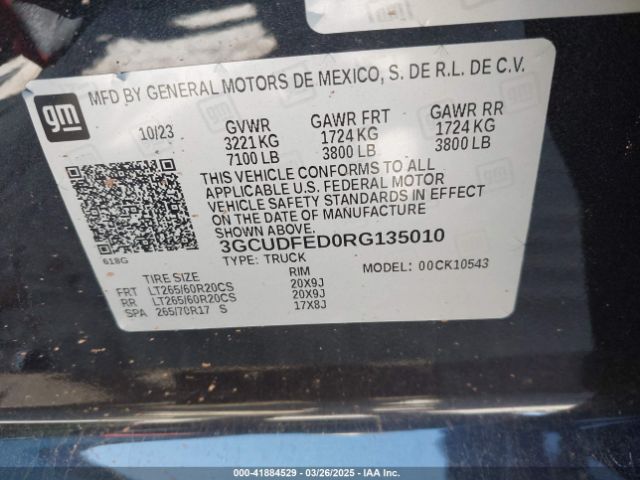 gm
MFD BY GENERAL MOTORS DE MEXICO, S. DE R.L. DE C.V.
10/23 GVWR GAWR FRT GAWR RR
3221 KG 1724 KG 1724 KG
7100 LB 3800 LB 3800 LB
THIS VEHICLE CONFORMS TO ALL
APPLICABLE U.S. FEDERAL MOTOR
VEHICLE SAFETY STANDARDS IN EFFECT
ON THE DATE OF MANUFACTURE
SHOWN ABOVE.
618G
3GCUDFED0RG135010
TYPE: TRUCK MODEL: 00CK10543
TIRE SIZE RIM
FRT LT265/60R20CS 20X9J
RR LT265/60R20CS 20X9J
SPA 265/70R17 S 17X8J
000-41884529 — 03/26/2025 — IAA Inc.